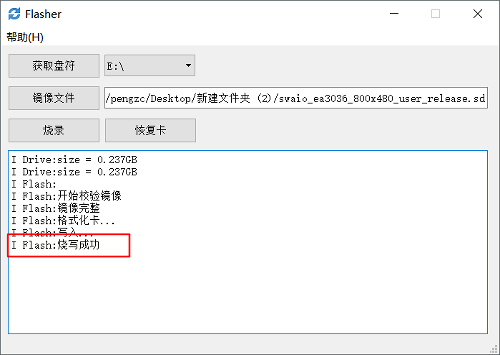 Flasher
帮助(H)
获取盘符 E:\
镜像文件 /pengzc/Desktop/新建文件夹 (2)/svaio_ea3036_800x480_user_release.sd
烧录 恢复卡
I Drive:size = 0.237GB
I Drive:size = 0.237GB
I Flash:
I Flash:开始校验镜像
I Flash:镜像完整
I Flash:格式化卡...
I Flash:写入...
I Flash:烧写成功